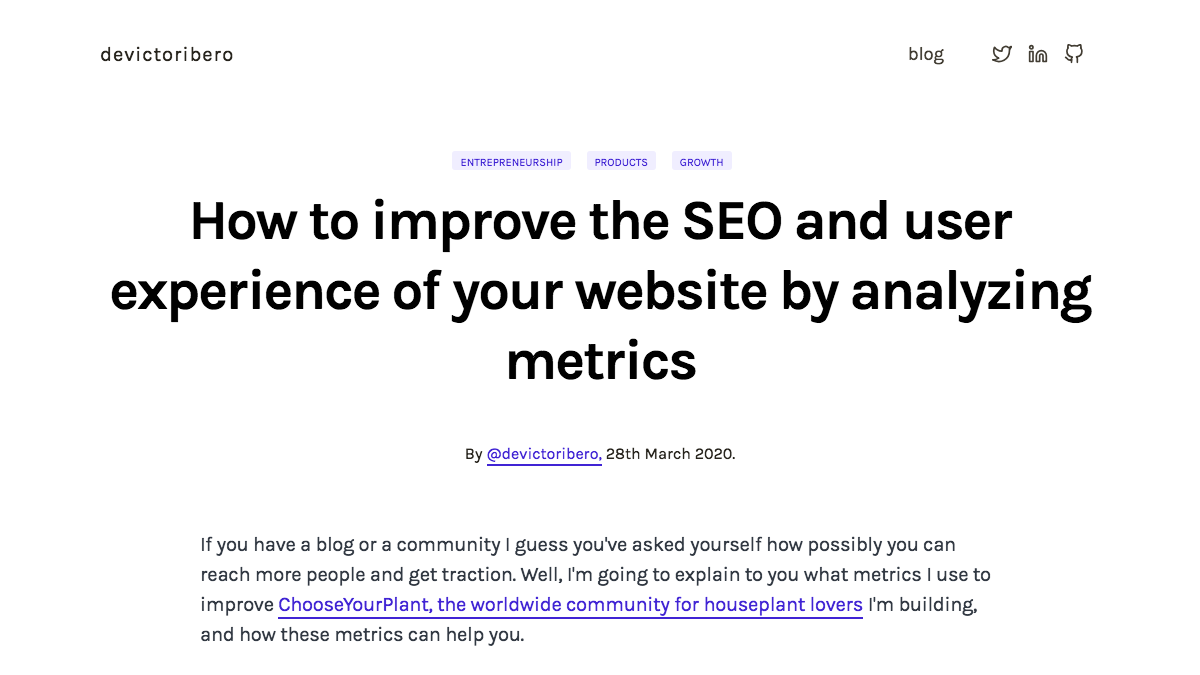 devictoribero
blog
ENTREPRENEURSHIP PRODUCTS GROWTH
How to improve the SEO and user
experience of your website by analyzing
metrics
By @devictoribero, 28th March 2020.
If you have a blog or a community I guess you've asked yourself how possibly you can
reach more people and get traction. Well, I'm going to explain to you what metrics I use to
improve ChooseYourPlant, the worldwide community for houseplant lovers I'm building,
and how these metrics can help you.